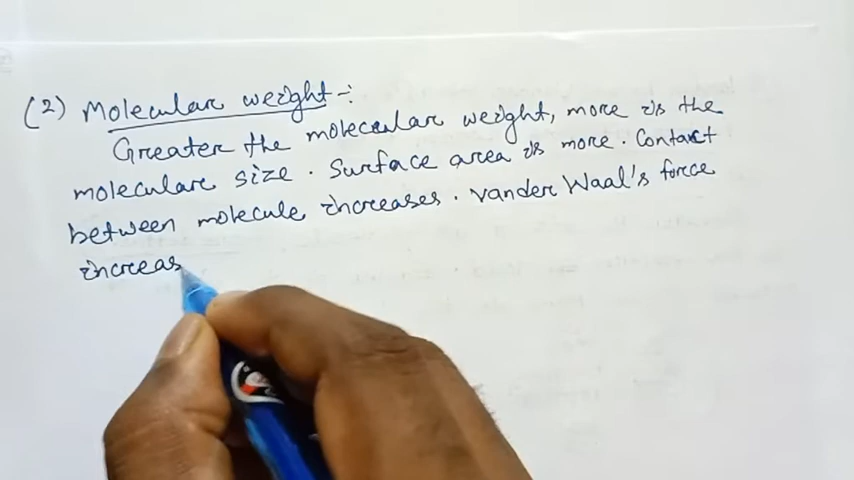 (2) Molecular weight -:
Greater the molecular weight, more is the
molecular size. Surface area is more. Contact
between molecule increases. Vander Waal's force
increas